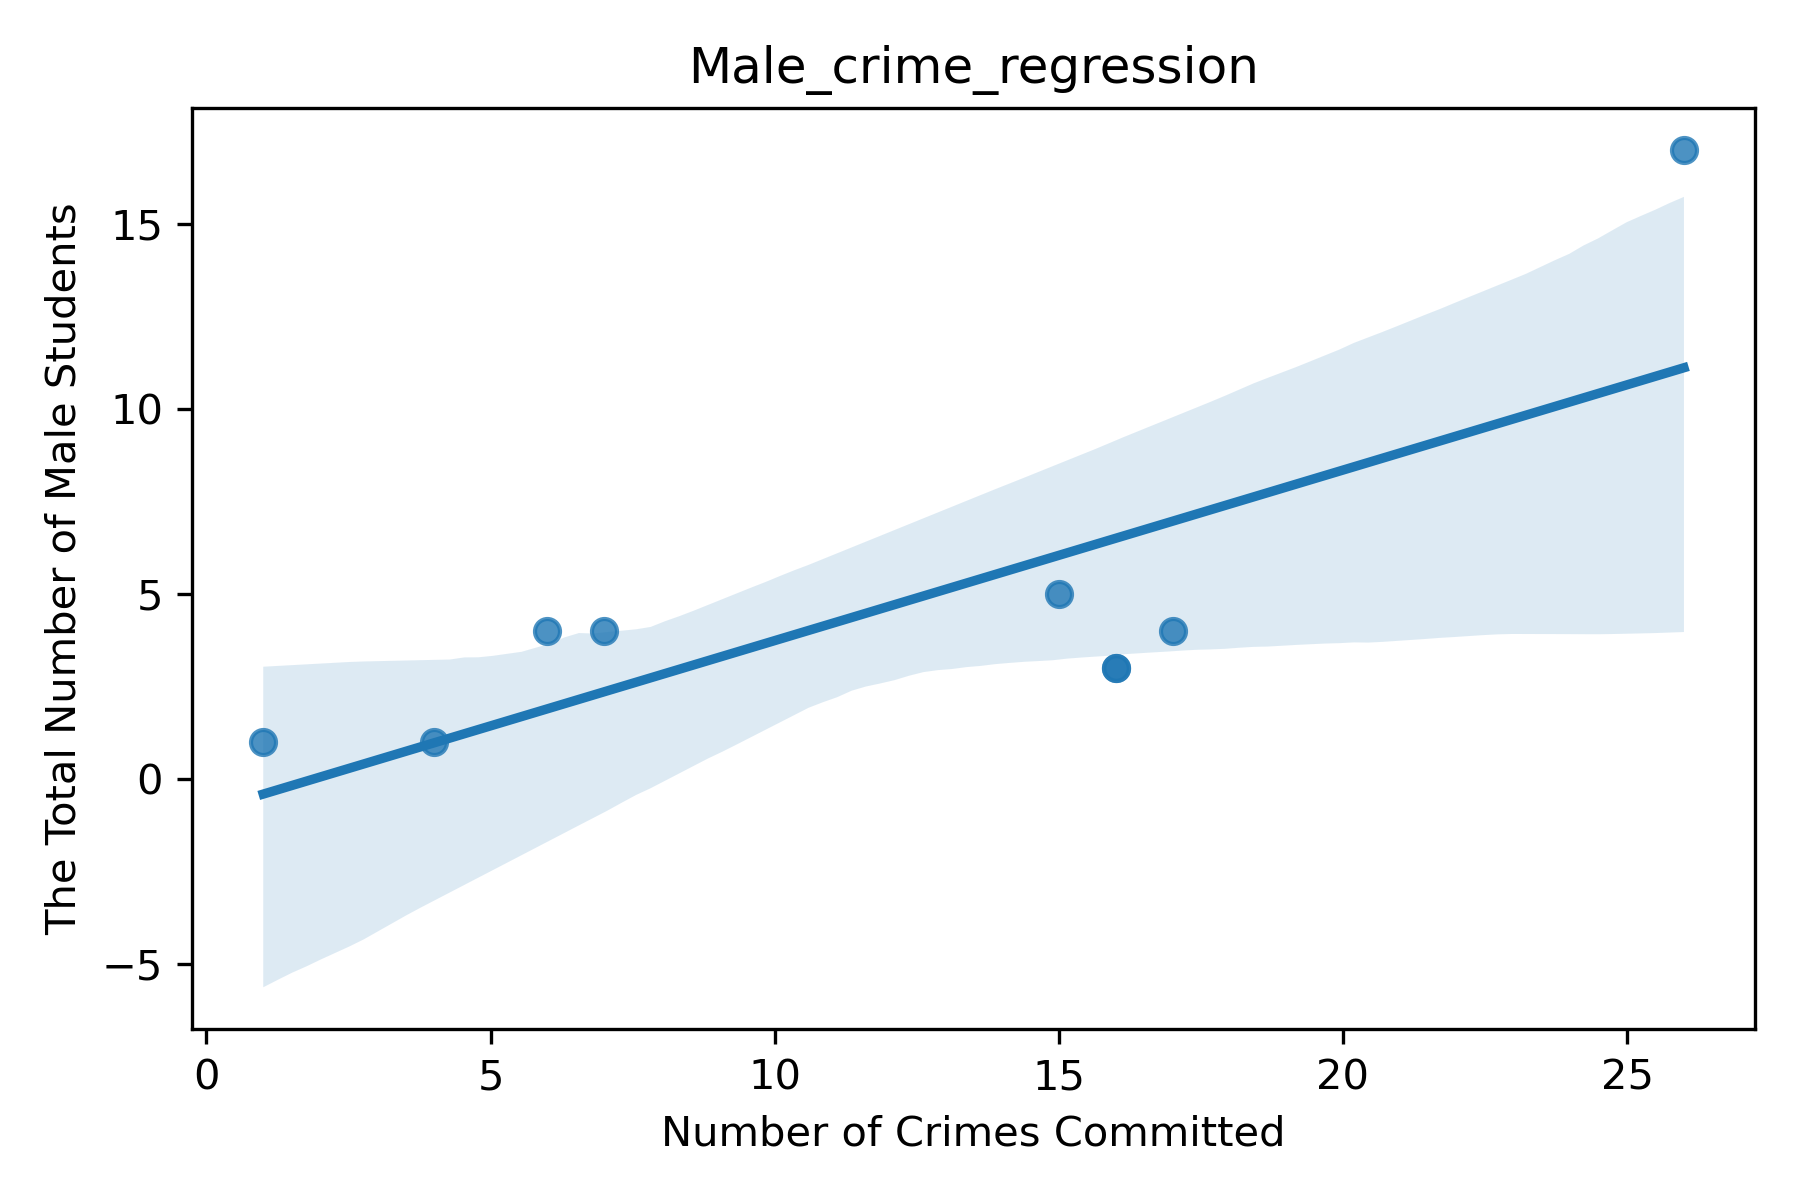 Male_crime_regression
The Total Number of Male Students
15
10
5
0
−5
0 5 10 15 20 25
Number of Crimes Committed